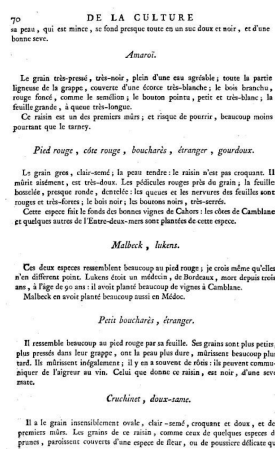 70 DE LA CULTURE
sa peau, qui est mince, se fond presque toute en un suc doux et noir, et d'une
bonne seve.
Amaroï.
Le grain très-pressé, très-noir, plein d'une eau agréable; toute la partie
ligneuse de la grappe, couverte d'une écorce très-blanche; le bois branchu,
rouge foncé, comme le semélion; le bouton pointu, petit et très-blanc; la
feuille grande, à queue très-longue.
Ce raisin est un des premiers mûrs; et risque de pourrir, beaucoup moins
pourtant que le tarney.
Pied rouge, côte rouge, boucharès, étranger, gourdoux.
Le grain gros, clair-semé; la peau tendre: le raisin n'est pas croquant. Il
mûrit aisément, est très-doux. Les pédicules rouges près du grain; la feuille
bosselée, presque ronde, dentelée: les queues et les nervures des feuilles sont
rouges et très-fortes; le bois noir; les boutons noirs, très-serrés.
Cette espece fait le fonds des bonnes vignes de Cahors: les côtes de Camblane
et quelques autres de l'Entre-deux-mers sont plantées de cette espece.
Malbeck, lukens.
Ces deux especes ressemblent beaucoup au pied rouge; je crois même qu'elles
n'en different point. Lukens étoit un médecin, de Bordeaux, mort depuis trois
ans, à l'âge de 90 ans: il avoit planté beaucoup de vignes à Camblane.
Malbeck en avoit planté beaucoup aussi en Médoc.
Petit boucharès, étranger.
Il ressemble beaucoup au pied rouge par sa feuille. Ses grains sont plus petits,
plus pressés dans leur grappe, ont la peau plus dure, mûrissent beaucoup plus
tard. Ils mûrissent inégalement; il y en a souvent de rôtis: ils peuvent commu-
niquer de l'aigreur au vin. Celui que donne ce raisin, est noir, d'une seve
mate.
Cruchinet, doux-same.
Il a le grain insensiblement ovale, clair-semé, croquant et doux, et des
premiers mûrs. Les grains de ce raisin, comme ceux de quelques especes de
prunes, paroissent couverts d'une espece de fleur, ou de poussiere délicate qui